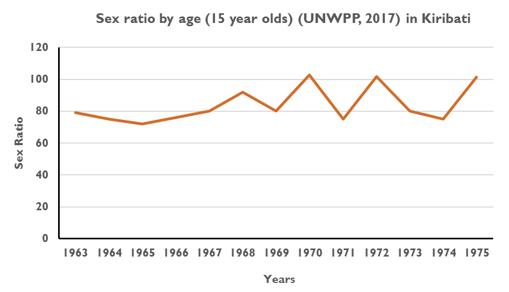 Sex ratio by age (15 year olds) (UNWPP, 2017) in Kiribati
120
100
80
60
40
20
0
Sex Ratio
1963 1964 1965 1966 1967 1968 1969 1970 1971 1972 1973 1974 1975
Years